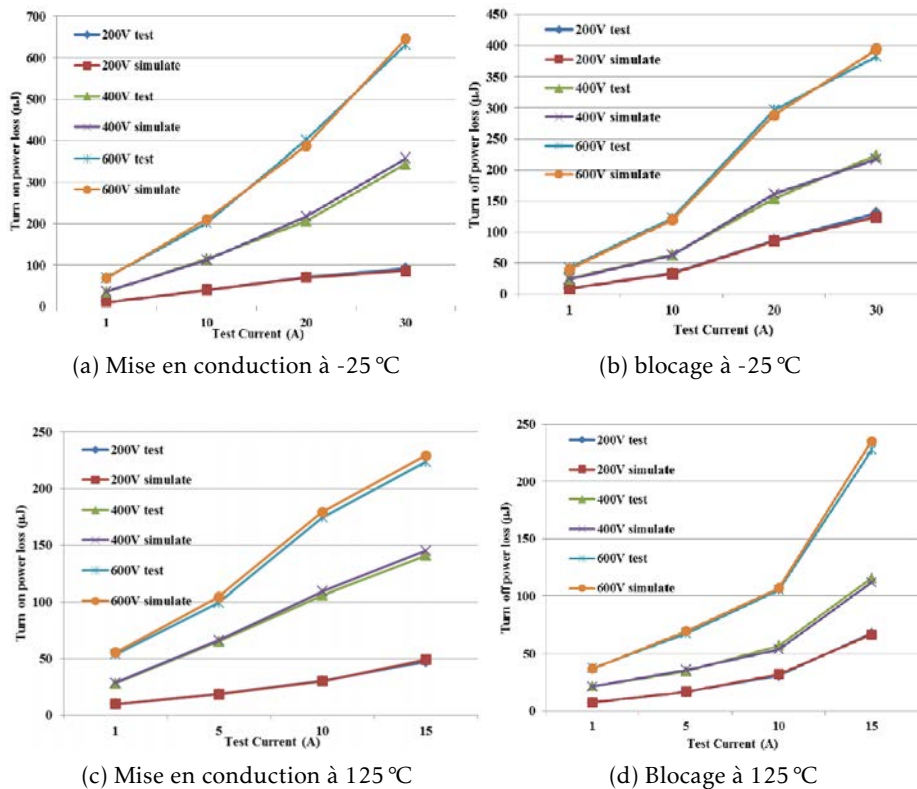 700
600
500
400
300
200
100
0
Turn on power loss (μJ)
200V test
200V simulate
400V test
400V simulate
600V test
600V simulate
1 10 20 30
Test Current (A)
(a) Mise en conduction à -25 °C
450
400
350
300
250
200
150
100
50
0
Turn off power loss (μJ)
200V test
200V simulate
400V test
400V simulate
600V test
600V simulate
1 10 20 30
Test Current (A)
(b) blocage à -25 °C
250
200
150
100
50
0
Turn on power loss (μJ)
200V test
200V simulate
400V test
400V simulate
600V test
600V simulate
1 5 10 15
Test Current (A)
(c) Mise en conduction à 125 °C
250
200
150
100
50
0
Turn off power loss (μJ)
200V test
200V simulate
400V test
400V simulate
600V test
600V simulate
1 5 10 15
Test Current (A)
(d) Blocage à 125 °C